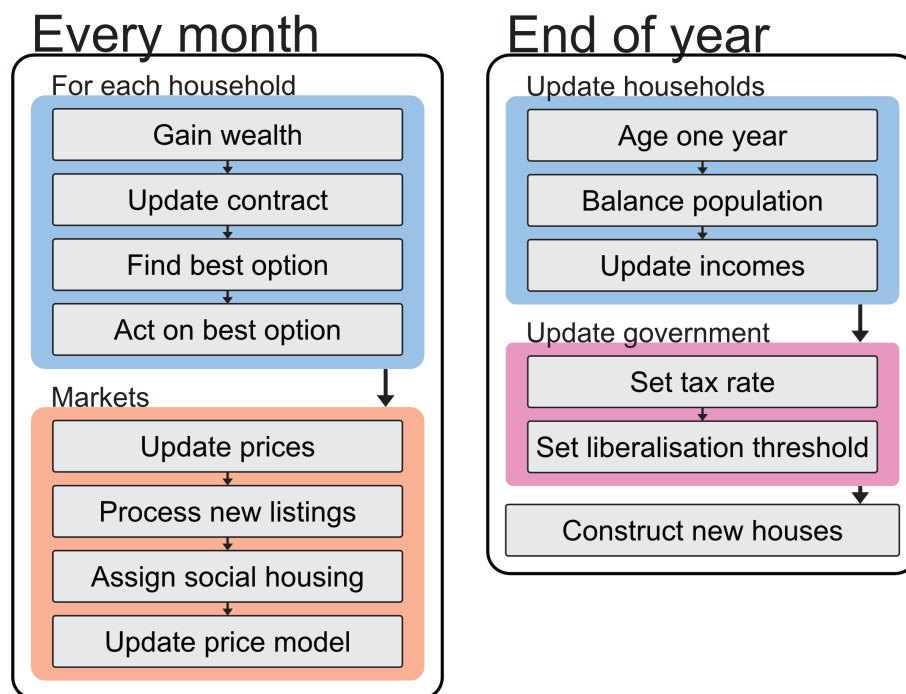 Every month
For each household
Gain wealth
Update contract
Find best option
Act on best option
Markets
Update prices
Process new listings
Assign social housing
Update price model
End of year
Update households
Age one year
Balance population
Update incomes
Update government
Set tax rate
Set liberalisation threshold
Construct new houses